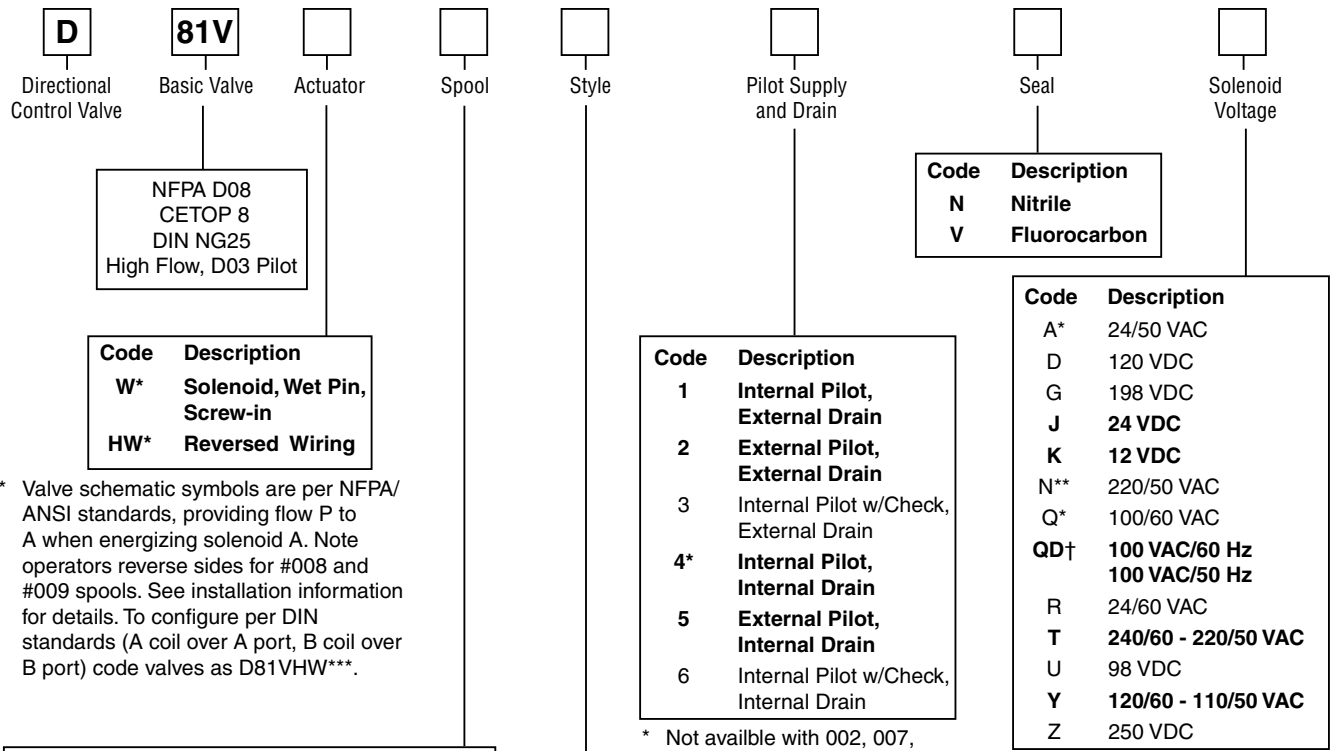 D
81V
Directional
Control Valve
Basic Valve
Actuator
Spool
Style
Pilot Supply
and Drain
Seal
Solenoid
Voltage
NFPA D08
CETOP 8
DIN NG25
High Flow, D03 Pilot
Code Description
N Nitrile
V Fluorocarbon
Code Description
W* Solenoid, Wet Pin,
Screw-in
HW* Reversed Wiring
* Valve schematic symbols are per NFPA/
ANSI standards, providing flow P to
A when energizing solenoid A. Note
operators reverse sides for #008 and
#009 spools. See installation information
for details. To configure per DIN
standards (A coil over A port, B coil over
B port) code valves as D81VHW***.
Code Description
1 Internal Pilot,
External Drain
2 External Pilot,
External Drain
3 Internal Pilot w/Check,
External Drain
4* Internal Pilot,
Internal Drain
5 External Pilot,
Internal Drain
6 Internal Pilot w/Check,
Internal Drain
* Not availble with 002, 007,
Code Description
A* 24/50 VAC
D 120 VDC
G 198 VDC
J 24 VDC
K 12 VDC
N** 220/50 VAC
Q* 100/60 VAC
QD† 100 VAC/60 Hz
100 VAC/50 Hz
R 24/60 VAC
T 240/60 - 220/50 VAC
U 98 VDC
Y 120/60 - 110/50 VAC
Z 250 VDC